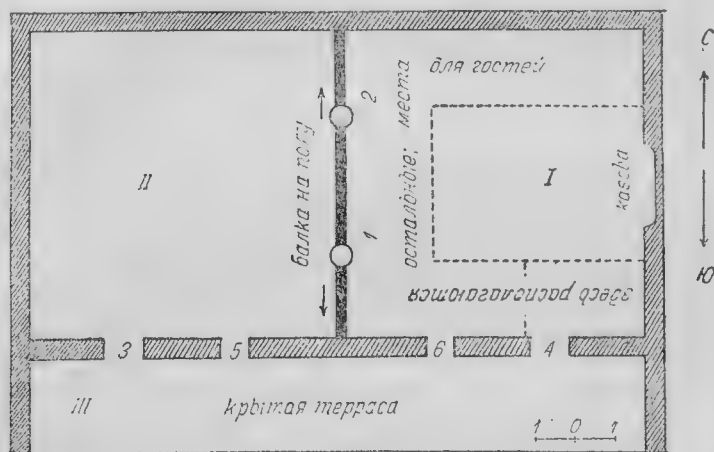 С
для гостей
2
места
остальные;
I
II
балка на полу
1
Ю
здесь располагаются
3
5
6
4
III
крытая терраса
1 0 1